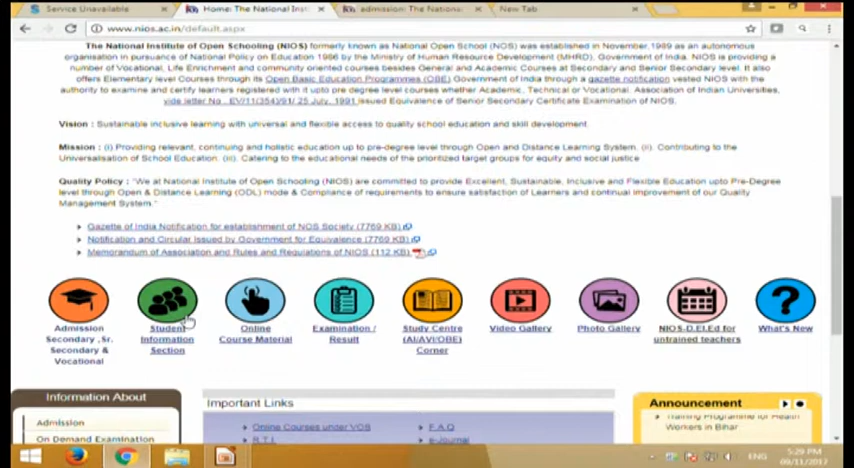 Service Unavailable
Home: The National Inst
admission: The Nationa
New Tab
www.nios.ac.in/default.aspx
The National Institute of Open Schooling (NIOS) formerly known as National Open School (NOS) was established in November,1989 as an autonomous
organisation in pursuance of National Policy on Education 1986 by the Ministry of Human Resource Development (MHRD), Government of India. NIOS is providing a
number of Vocational, Life Enrichment and community oriented courses besides General and Academic Courses at Secondary and Senior Secondary level. It also
offers Elementary level Courses through its Open Basic Education Programmes (OBE) Government of India through a gazette notification vested NIOS with the
authority to examine and certify learners registered with it upto pre degree level courses whether Academic, Technical or Vocational. Association of Indian Universities,
vide letter No . EV/11(354)/91/ 25 July, 1991 issued Equivalence of Senior Secondary Certificate Examination of NIOS.
Vision : Sustainable inclusive learning with universal and flexible access to quality school education and skill development.
Mission : (i) Providing relevant, continuing and holistic education up to pre-degree level through Open and Distance Learning System. (ii). Contributing to the
Universalisation of School Education. (iii). Catering to the educational needs of the prioritized target groups for equity and social justice
Quality Policy : "We at National Institute of Open Schooling (NIOS) are committed to provide Excellent, Sustainable, Inclusive and Flexible Education upto Pre-Degree
level through Open & Distance Learning (ODL) mode & Compliance of requirements to ensure satisfaction of Learners and continual improvement of our Quality
Management System."
Gazette of India Notification for establishment of NOS Society (7769 KB)
Notification and Circular issued by Government for Equivalence (7769 KB)
Memorandum of Association and Rules and Regulations of NIOS (112 KB)
Admission
Secondary ,Sr.
Secondary &
Vocational
Student
Information
Section
Online
Course Material
Examination /
Result
Study Centre
(AI/AVI/OBE)
Corner
Video Gallery
Photo Gallery
NIOS-D.El.Ed for
untrained teachers
What's New
Information About
Admission
On Demand Examination
Important Links
Online Courses under VOS
F.A.Q
R.T.I.
e-Journal
Announcement
Training Programme for Health
Workers in Bihar
ENG
5:29 PM
09/11/2017